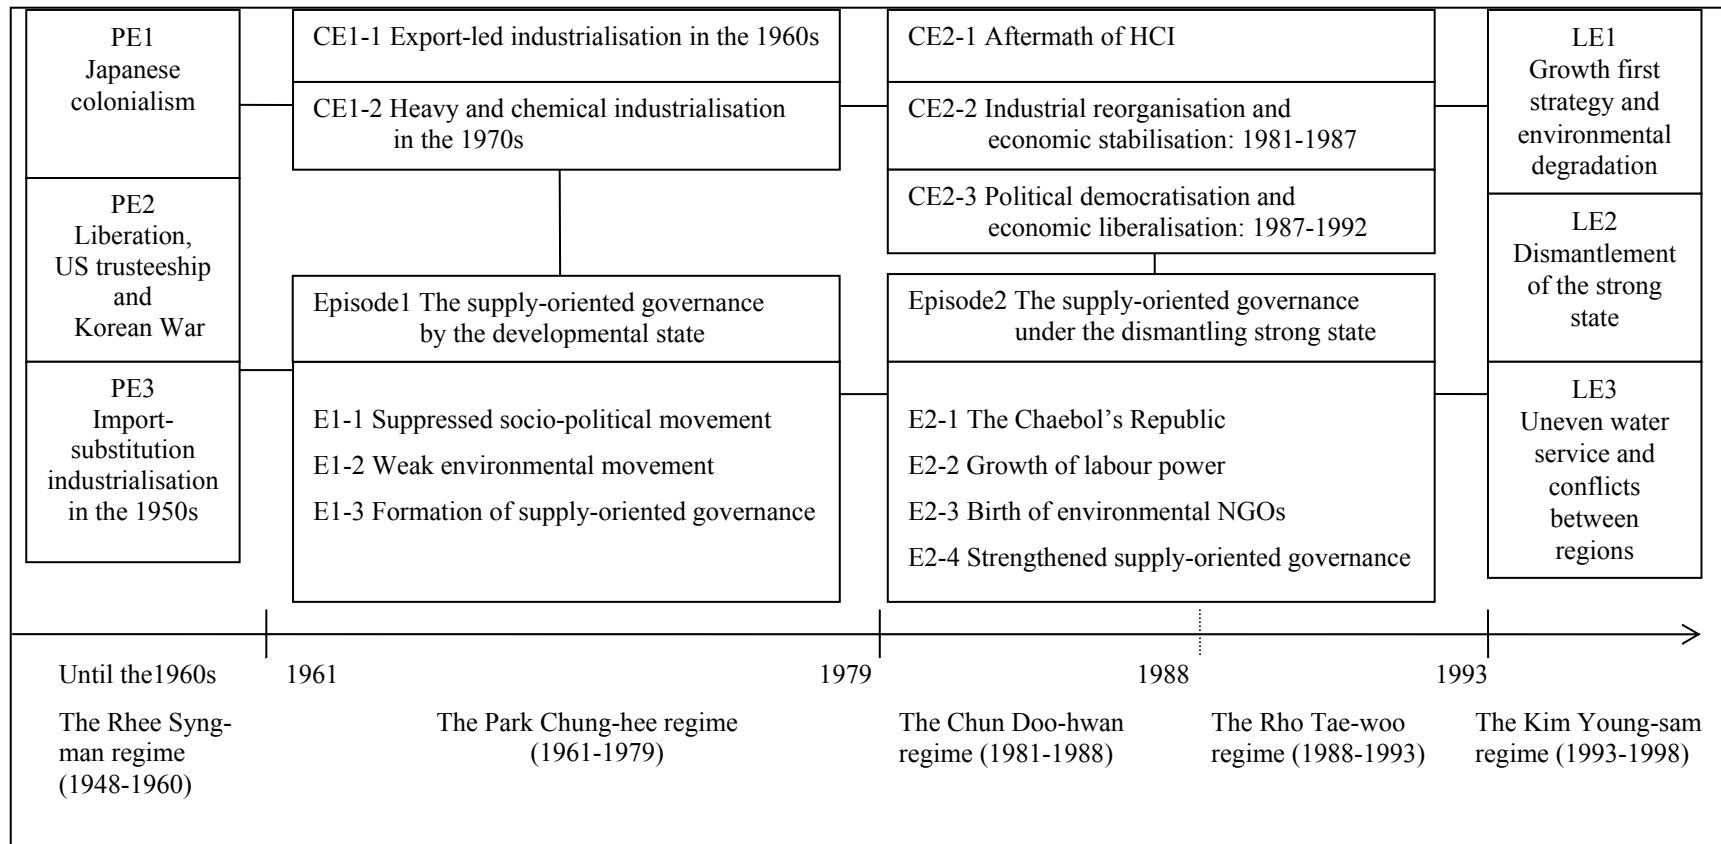 PE1
Japanese
colonialism
PE2
Liberation,
US trusteeship
and
Korean War
PE3
Import-
substitution
industrialisation
in the 1950s
CE1-1 Export-led industrialisation in the 1960s
CE1-2 Heavy and chemical industrialisation
in the 1970s
Episode1 The supply-oriented governance
by the developmental state
E1-1 Suppressed socio-political movement
E1-2 Weak environmental movement
E1-3 Formation of supply-oriented governance
CE2-1 Aftermath of HCI
CE2-2 Industrial reorganisation and
economic stabilisation: 1981-1987
CE2-3 Political democratisation and
economic liberalisation: 1987-1992
Episode2 The supply-oriented governance
under the dismantling strong state
E2-1 The Chaebol’s Republic
E2-2 Growth of labour power
E2-3 Birth of environmental NGOs
E2-4 Strengthened supply-oriented governance
LE1
Growth first
strategy and
environmental
degradation
LE2
Dismantlement
of the strong
state
LE3
Uneven water
service and
conflicts
between
regions
Until the1960s
1961
1979
1988
1993
The Rhee Syng-
man regime
(1948-1960)
The Park Chung-hee regime
(1961-1979)
The Chun Doo-hwan
regime (1981-1988)
The Rho Tae-woo
regime (1988-1993)
The Kim Young-sam
regime (1993-1998)